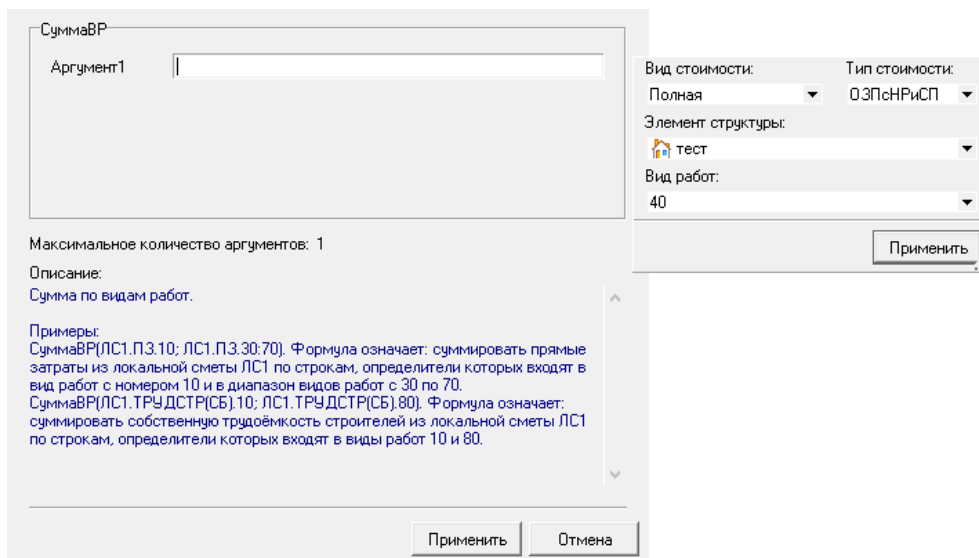 СуммаВР
Аргумент1
Вид стоимости: Тип стоимости:
Полная ОЗПсНРиСП
Элемент структуры:
тест
Вид работ:
40
Применить
Максимальное количество аргументов: 1
Описание:
Сумма по видам работ.
Примеры:
СуммаВР(ЛС1.ПЗ.10; ЛС1.ПЗ.30:70). Формула означает: суммировать прямые
затраты из локальной сметы ЛС1 по строкам, определители которых входят в
вид работ с номером 10 и в диапазон видов работ с 30 по 70.
СуммаВР(ЛС1.ТРУДСТР(СБ).10; ЛС1.ТРУДСТР(СБ).80). Формула означает:
суммировать собственную трудоёмкость строителей из локальной сметы ЛС1
по строкам, определители которых входят в виды работ 10 и 80.
Применить Отмена